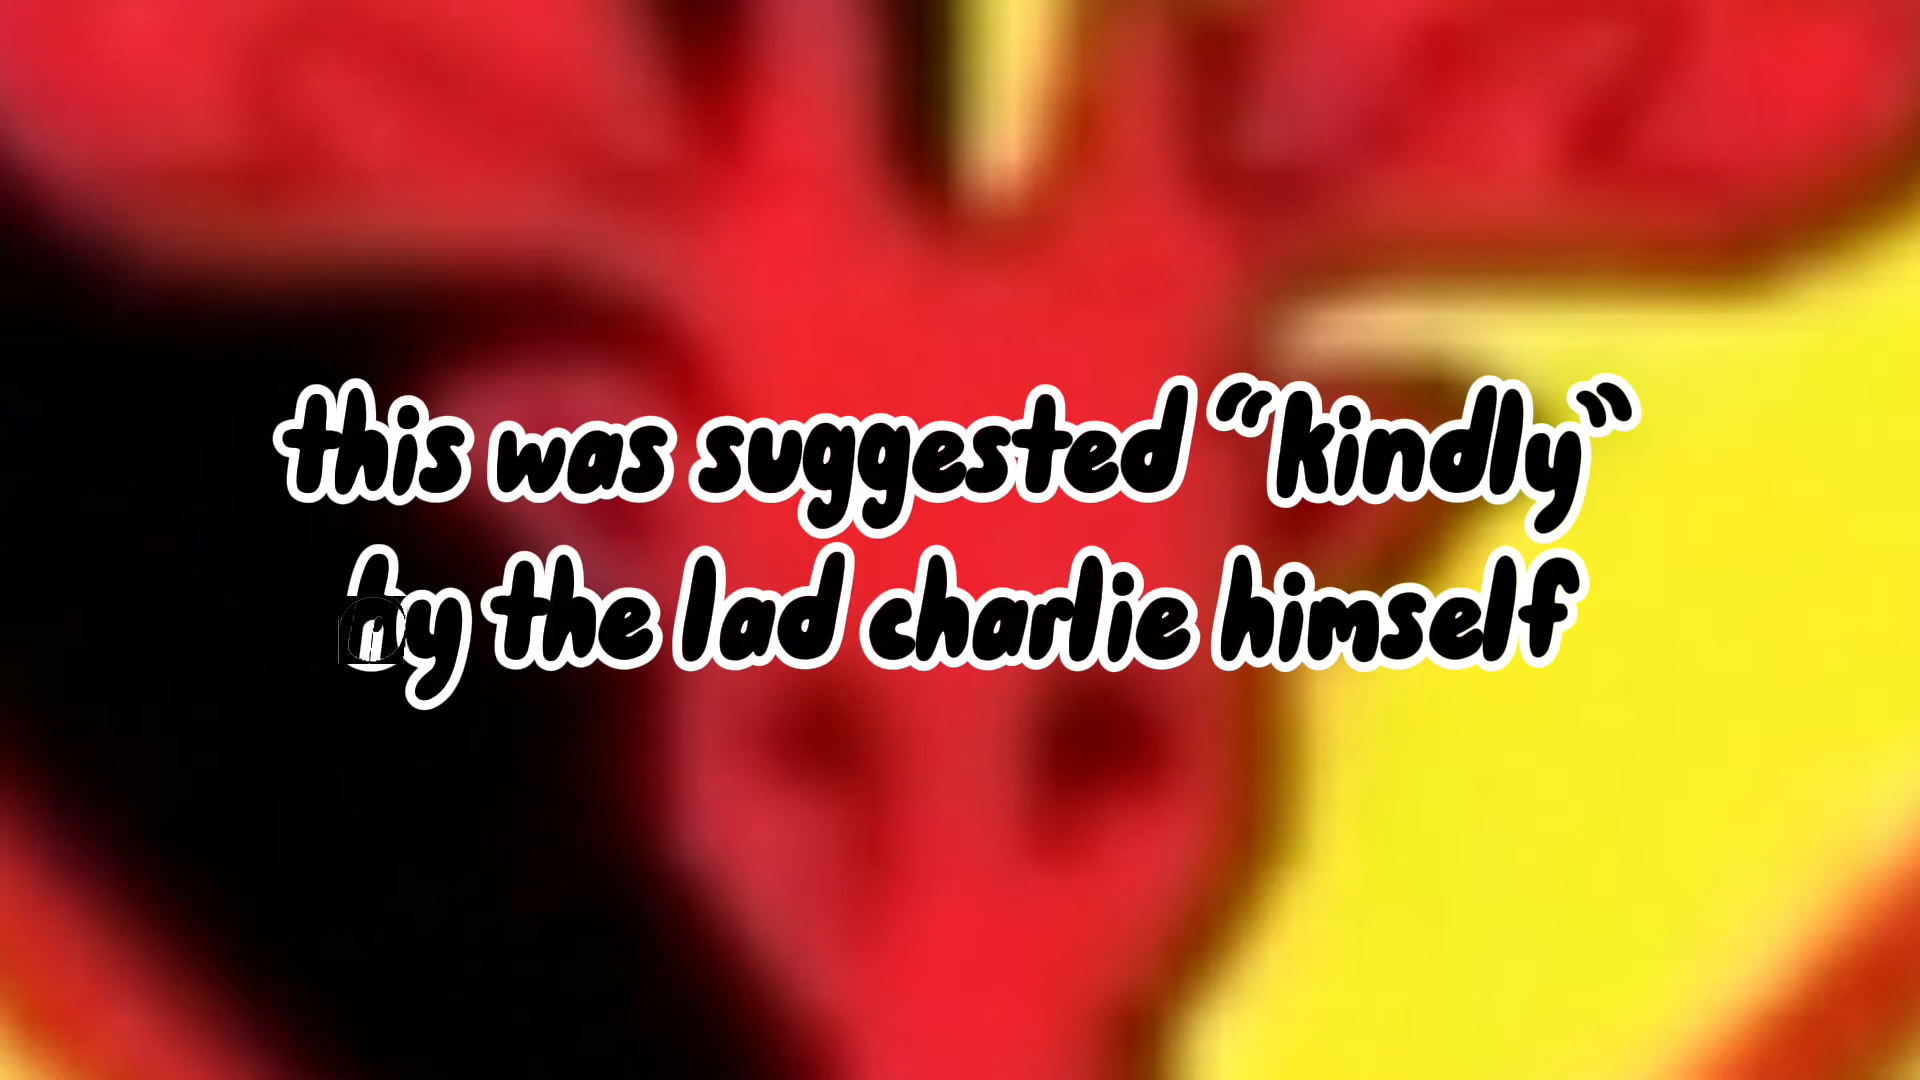 this was suggested “kindly”
by the lad charlie himself